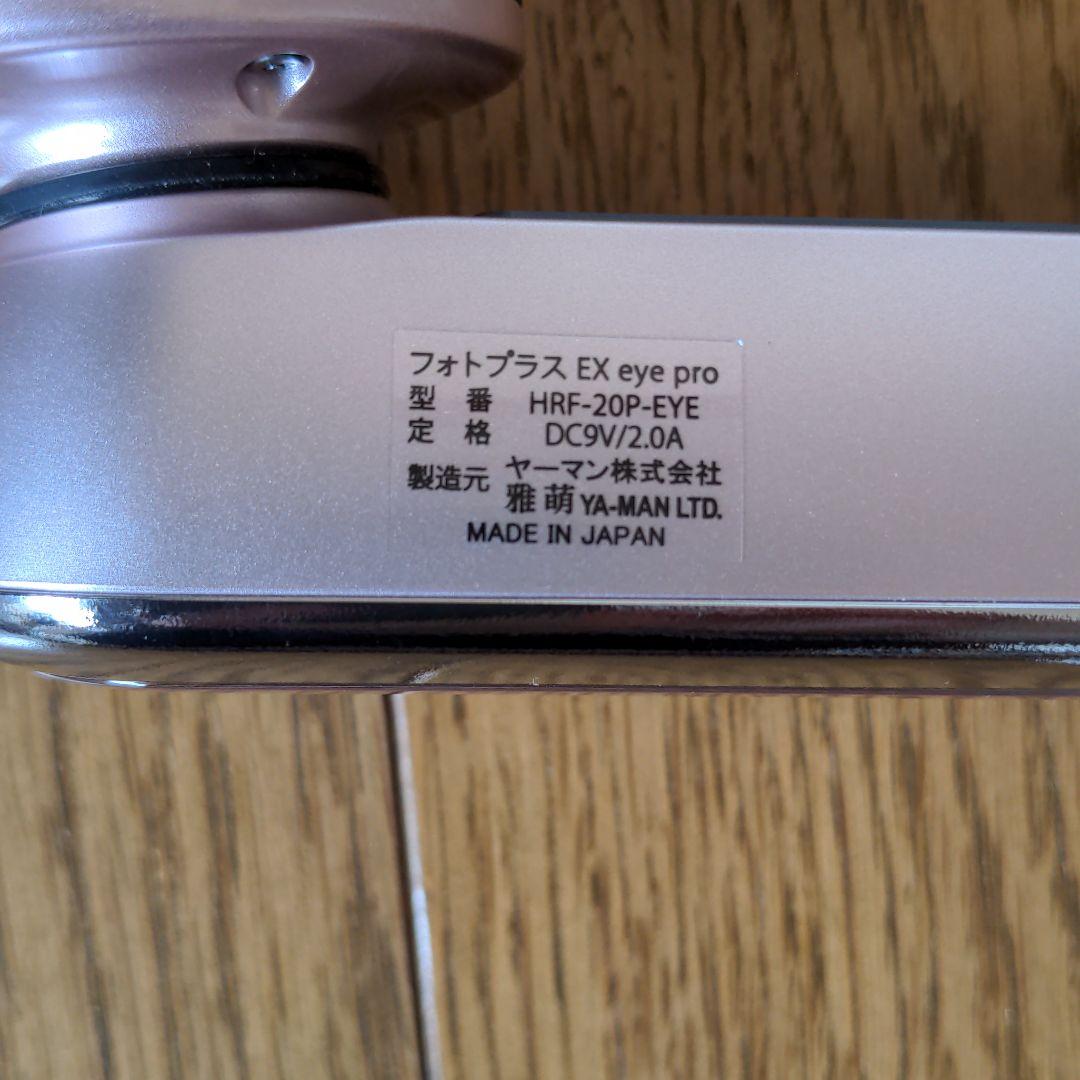 フォトプラス EX eye pro
型 番 HRF-20P-EYE
定 格 DC9V/2.0A
製造元 ヤーマン株式会社
雅萌 YA-MAN LTD.
MADE IN JAPAN